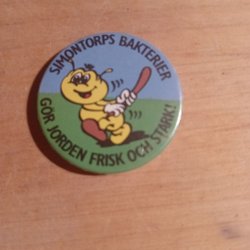 SIMONTORPS BAKTERIER
GÖR JORDEN FRISK OCH STARK!